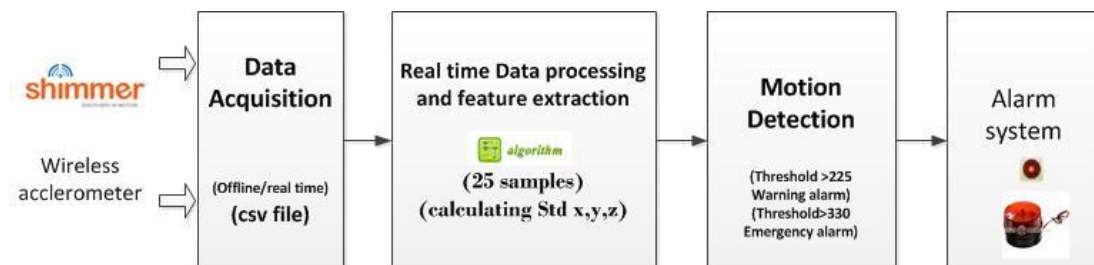 shimmer
Wireless
acclerometer
Data
Acquisition
(Offline/real time)
(csv file)
Real time Data processing
and feature extraction
algorithm
(25 samples)
(calculating Std x,y,z)
Motion
Detection
(Threshold >225
Warning alarm)
(Threshold>330
Emergency alarm)
Alarm
system